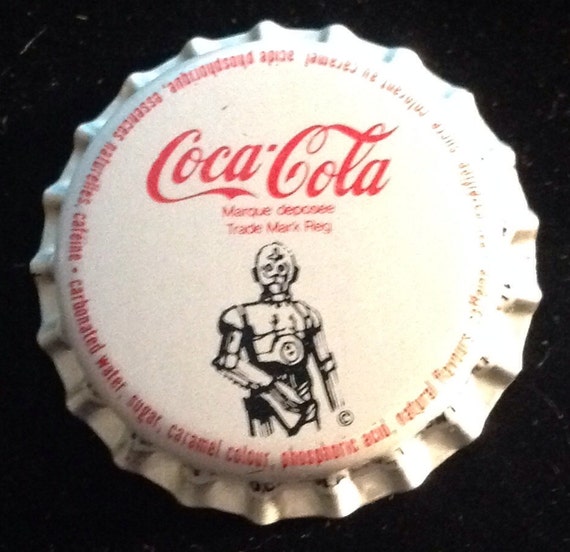 Coca-Cola
Marque deposee
Trade Mark Reg
©
acide phosphorique, essences naturelles, caféine • carbonated water, sugar, caramel colour, phosphoric acid, natural flavours
sucre colorant au caramel